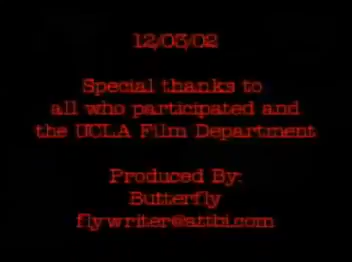 12/03/02
Special thanks to
all who participated and
the UCLA Film Department
Produced By:
Butterfly
flywriter@attbi.com